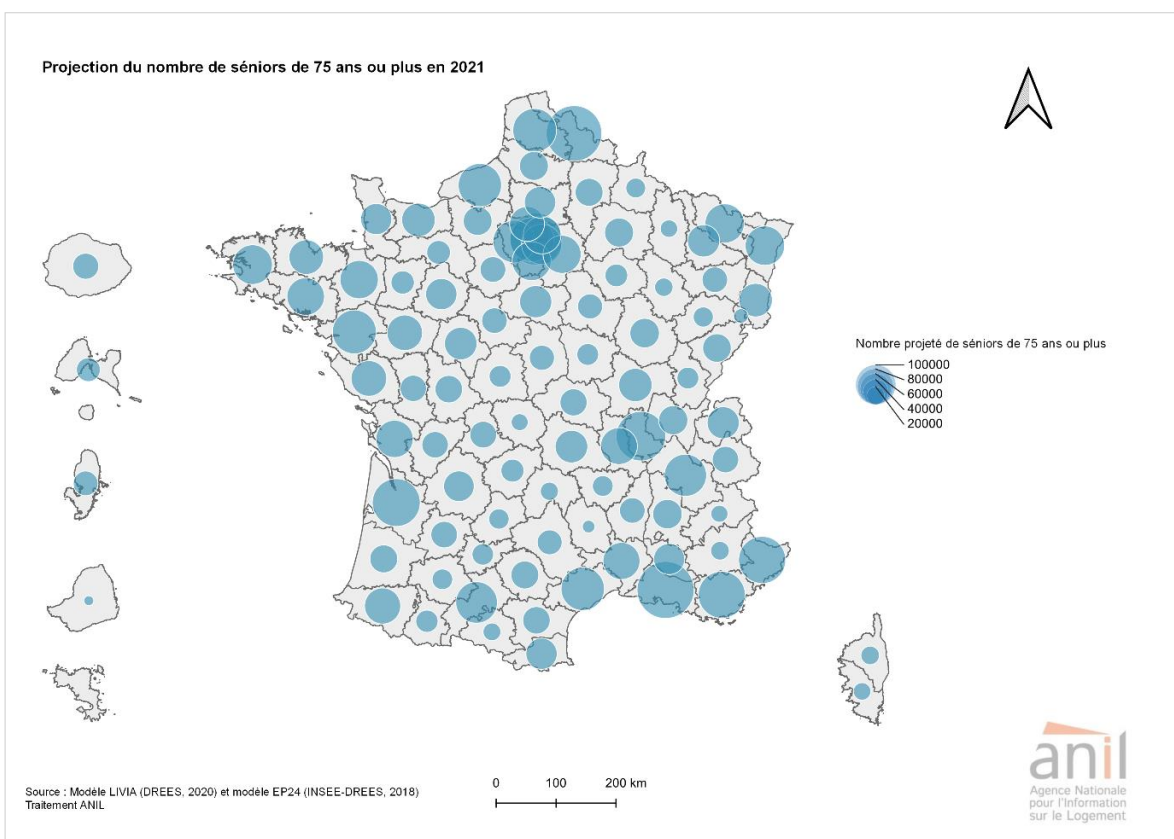 Projection du nombre de séniors de 75 ans ou plus en 2021
Nombre projeté de séniors de 75 ans ou plus
100000
80000
60000
40000
20000
0 100 200 km
Source : Modèle LIVIA (DREES, 2020) et modèle EP24 (INSEE-DREES, 2018)
Traitement ANIL
anil
Agence Nationale
pour l'Information
sur le Logement